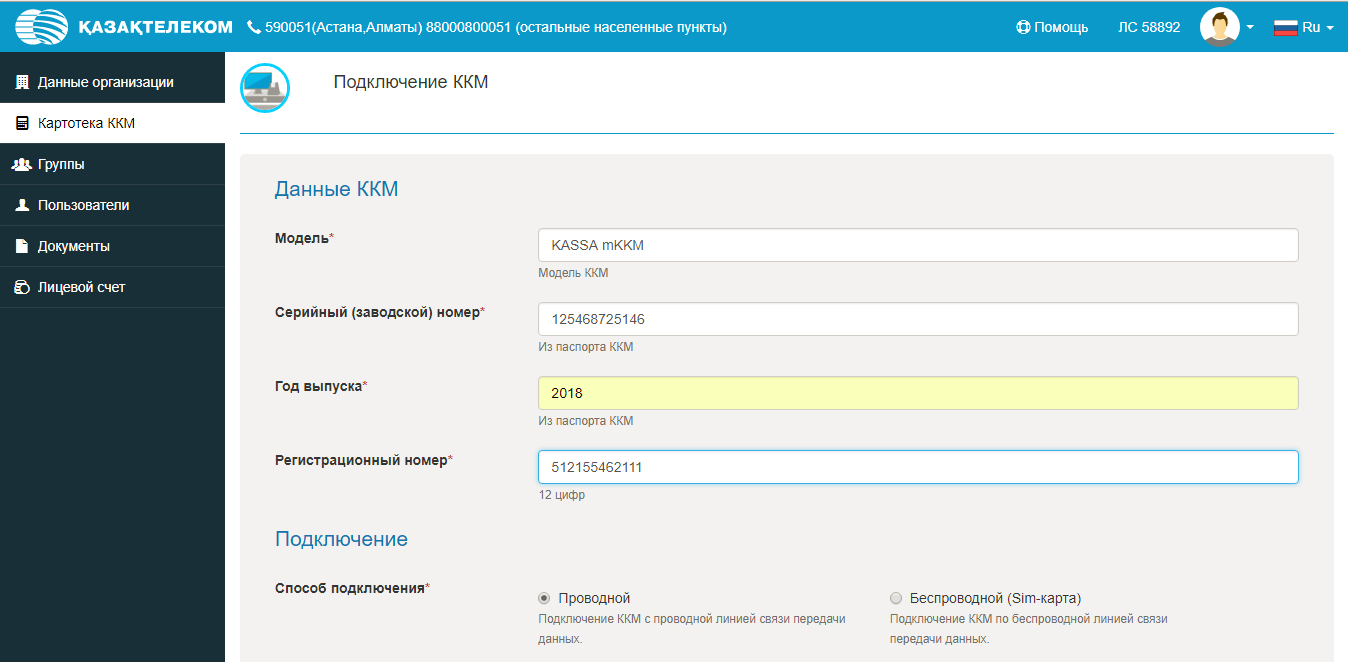 ҚАЗАҚТЕЛЕКОМ 590051(Астана,Алматы) 88000800051 (остальные населенные пункты) Помощь ЛС 58892 Ru
Данные организации
Картотека ККМ
Группы
Пользователи
Документы
Лицевой счет
Подключение ККМ
Данные ККМ
Модель* KASSA mKKM
Модель ККМ
Серийный (заводской) номер* 125468725146
Из паспорта ККМ
Год выпуска* 2018
Из паспорта ККМ
Регистрационный номер* 512155462111
12 цифр
Подключение
Способ подключения*
Проводной
Подключение ККМ с проводной линией связи передачи
данных.
Беспроводной (Sim-карта)
Подключение ККМ по беспроводной линией связи
передачи данных.